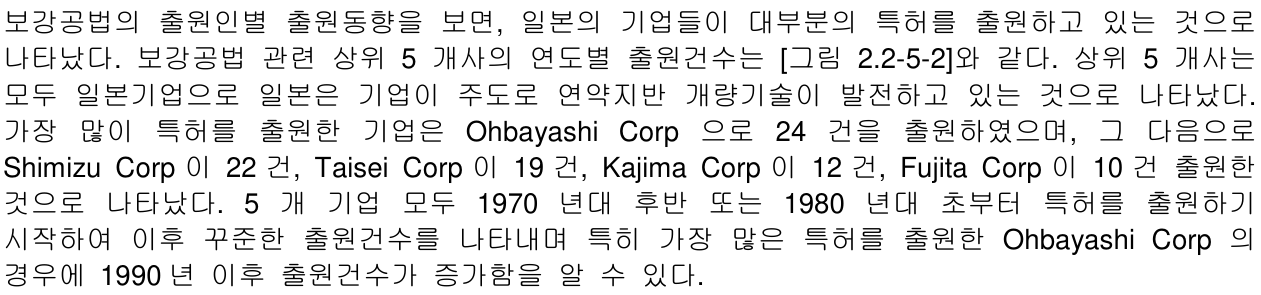 보강공법의 출원인별 출원동향을 보면, 일본의 기업들이 대부분의 특허를 출원하고 있는 것으로
나타났다. 보강공법 관련 상위 5 개사의 연도별 출원건수는 [그림 2.2-5-2]와 같다. 상위 5 개사는
모두 일본기업으로 일본은 기업이 주도로 연약지반 개량기술이 발전하고 있는 것으로 나타났다.
가장 많이 특허를 출원한 기업은 Ohbayashi Corp 으로 24 건을 출원하였으며, 그 다음으로
Shimizu Corp 이 22 건, Taisei Corp 이 19 건, Kajima Corp 이 12 건, Fujita Corp 이 10 건 출원한
것으로 나타났다. 5 개 기업 모두 1970 년대 후반 또는 1980 년대 초부터 특허를 출원하기
시작하여 이후 꾸준한 출원건수를 나타내며 특히 가장 많은 특허를 출원한 Ohbayashi Corp 의
경우에 1990 년 이후 출원건수가 증가함을 알 수 있다.